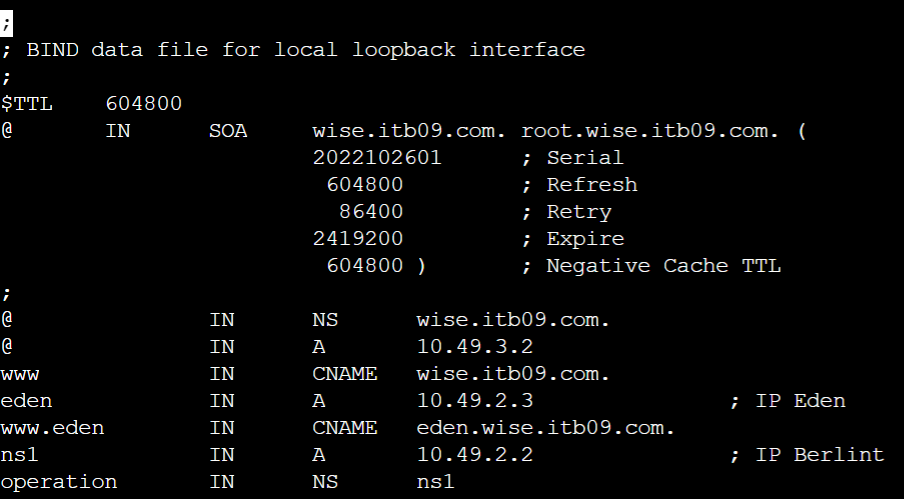 ;
; BIND data file for local loopback interface
;
$TTL    604800
@       IN      SOA     wise.itb09.com. root.wise.itb09.com. (
                        2022102601      ; Serial
                         604800         ; Refresh
                          86400         ; Retry
                        2419200         ; Expire
                         604800 )       ; Negative Cache TTL
;
@               IN      NS      wise.itb09.com.
@               IN      A       10.49.3.2
www             IN      CNAME   wise.itb09.com.
eden            IN      A       10.49.2.3               ; IP Eden
www.eden        IN      CNAME   eden.wise.itb09.com.
ns1             IN      A       10.49.2.2               ; IP Berlint
operation       IN      NS      ns1